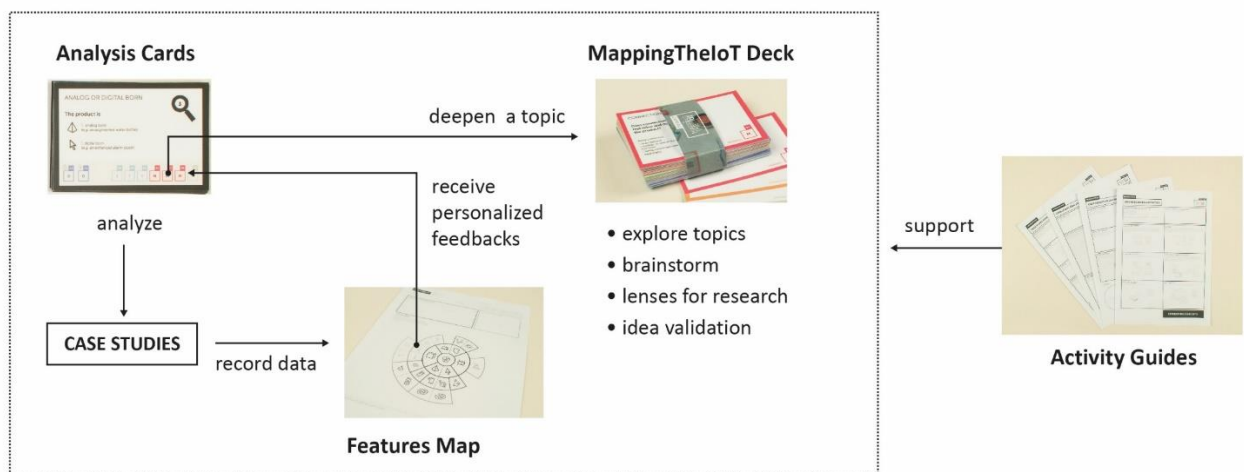 Analysis Cards
MappingTheIoT Deck
ANALOG OR DIGITAL BORN
The product is
deepen a topic
receive
personalized
feedbacks
analyze
• explore topics
• brainstorm
• lenses for research
• idea validation
support
CASE STUDIES
record data
Activity Guides
Features Map